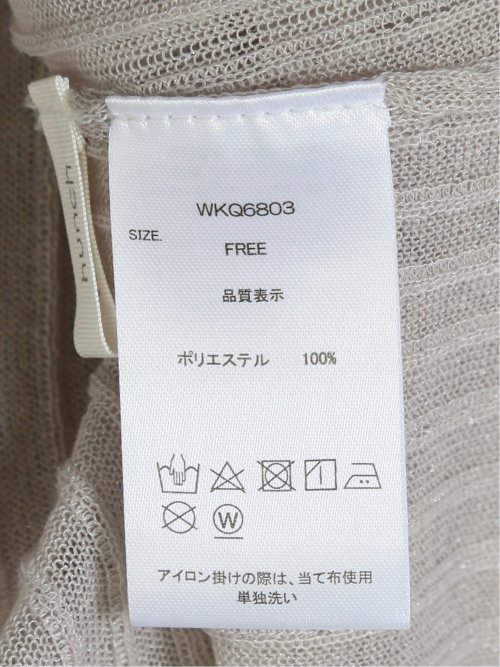 WKQ6803
SIZE.
FREE
品質表示
ポリエステル 100%
W
アイロン掛けの際は、当て布使用
単独洗い